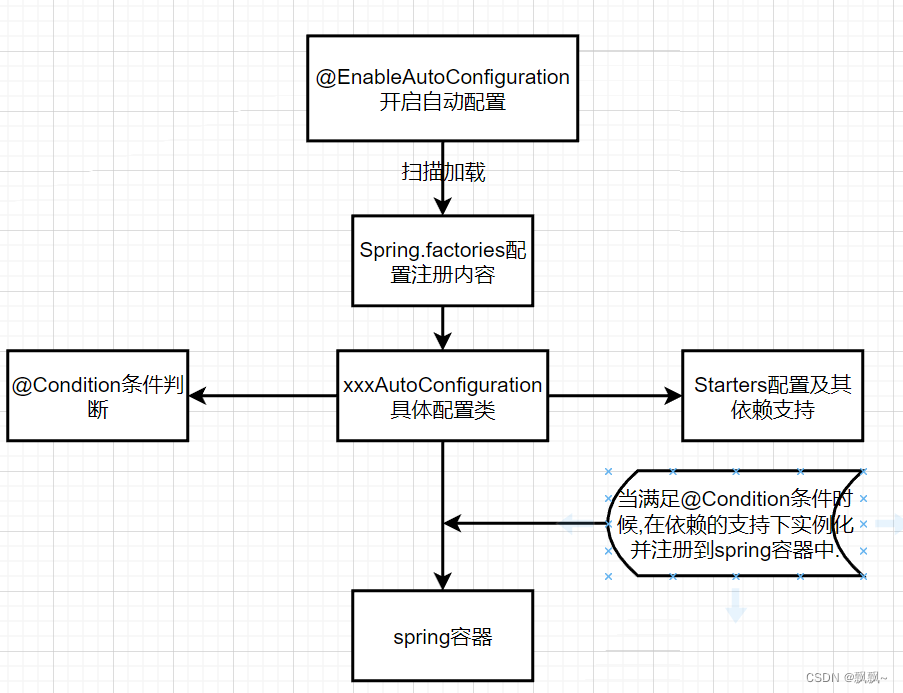 @EnableAutoConfiguration
开启自动配置
扫描加载
Spring.factories配
置注册内容
@Condition条件判
断
xxxAutoConfiguration
具体配置类
Starters配置及其
依赖支持
当满足@Condition条件时
候,在依赖的支持下实例化
并注册到spring容器中.
spring容器
CSDN @飘飘~